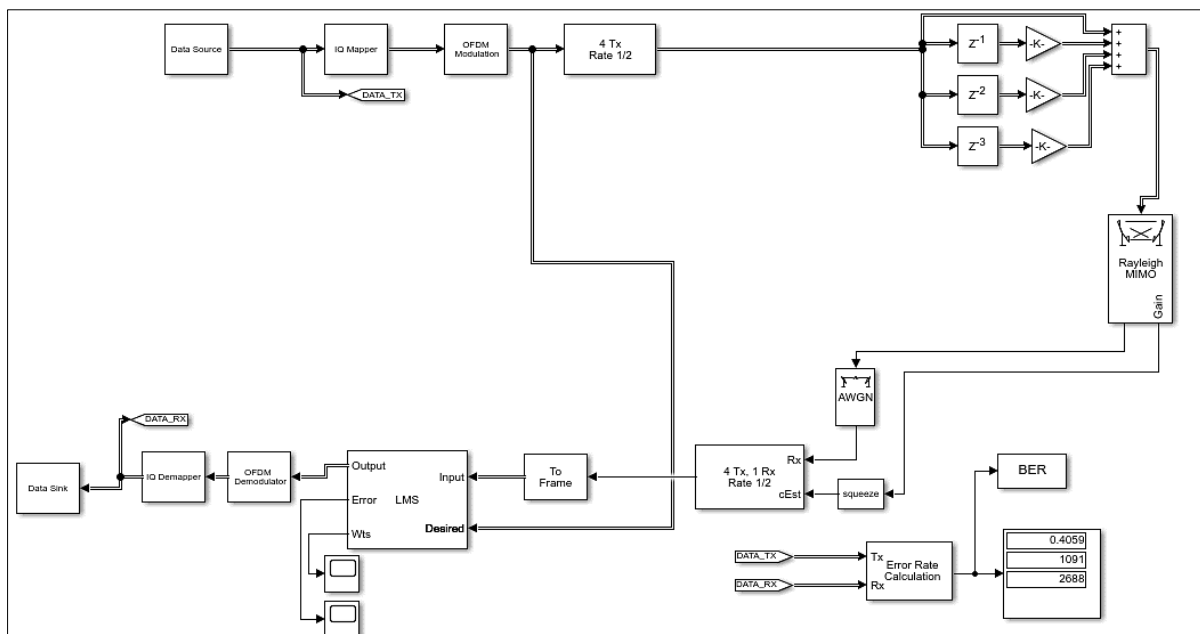 Data Source
IQ Mapper
OFDM
Modulation
4 Tx
Rate 1/2
DATA_TX
Z-1
-K-
Z-2
-K-
Z-3
-K-
+
+
+
+
Rayleigh
MIMO
Gain
AWGN
DATA_RX
Data Sink
IQ Demapper
OFDM
Demodulator
Output
Error
Wts
LMS
Input
Desired
To
Frame
4 Tx, 1 Rx
Rate 1/2
Rx
cEst
squeeze
BER
DATA_TX
DATA_RX
Tx
Rx
Error Rate
Calculation
0.4059
1091
2688